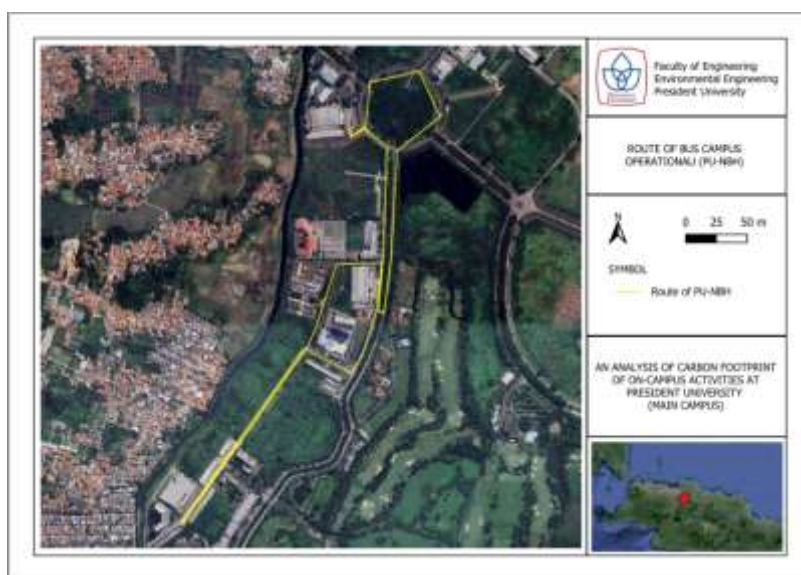 Faculty of Engineering
Environmental Engineering
President University
ROUTE OF BUS CAMPUS
OPERATIONALI (PU-NBH)
N
0 25 50 m
SYMBOL
Route of PU-NBH
AN ANALYSIS OF CARBON FOOTPRINT
OF ON-CAMPUS ACTIVITIES AT
PRESIDENT UNIVERSITY
(MAIN CAMPUS)